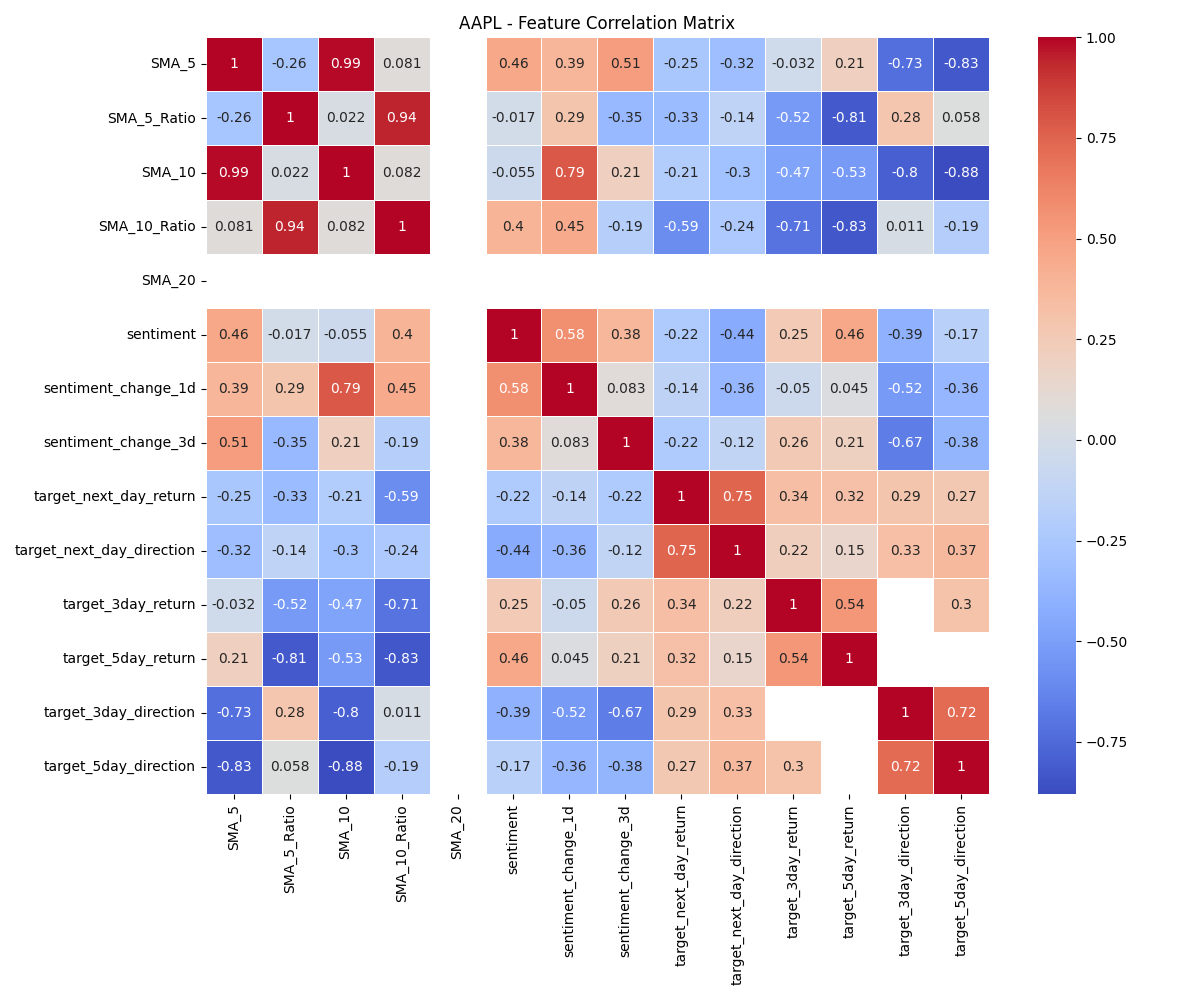 AAPL - Feature Correlation Matrix
SMA_5 1 -0.26 0.99 0.081 0.46 0.39 0.51 -0.25 -0.32 -0.032 0.21 -0.73 -0.83
SMA_5_Ratio -0.26 1 0.022 0.94 -0.017 0.29 -0.35 -0.33 -0.14 -0.52 -0.81 0.28 0.058
SMA_10 0.99 0.022 1 0.082 -0.055 0.79 0.21 -0.21 -0.3 -0.47 -0.53 -0.8 -0.88
SMA_10_Ratio 0.081 0.94 0.082 1 0.4 0.45 -0.19 -0.59 -0.24 -0.71 -0.83 0.011 -0.19
SMA_20
sentiment 0.46 -0.017 -0.055 0.4 1 0.58 0.38 -0.22 -0.44 0.25 0.46 -0.39 -0.17
sentiment_change_1d 0.39 0.29 0.79 0.45 0.58 1 0.083 -0.14 -0.36 -0.05 0.045 -0.52 -0.36
sentiment_change_3d 0.51 -0.35 0.21 -0.19 0.38 0.083 1 -0.22 -0.12 0.26 0.21 -0.67 -0.38
target_next_day_return -0.25 -0.33 -0.21 -0.59 -0.22 -0.14 -0.22 1 0.75 0.34 0.32 0.29 0.27
target_next_day_direction -0.32 -0.14 -0.3 -0.24 -0.44 -0.36 -0.12 0.75 1 0.22 0.15 0.33 0.37
target_3day_return -0.032 -0.52 -0.47 -0.71 0.25 -0.05 0.26 0.34 0.22 1 0.54 0.3
target_5day_return 0.21 -0.81 -0.53 -0.83 0.46 0.045 0.21 0.32 0.15 0.54 1
target_3day_direction -0.73 0.28 -0.8 0.011 -0.39 -0.52 -0.67 0.29 0.33 1 0.72
target_5day_direction -0.83 0.058 -0.88 -0.19 -0.17 -0.36 -0.38 0.27 0.37 0.3 0.72 1
SMA_5
SMA_5_Ratio
SMA_10
SMA_10_Ratio
SMA_20
sentiment
sentiment_change_1d
sentiment_change_3d
target_next_day_return
target_next_day_direction
target_3day_return
target_5day_return
target_3day_direction
target_5day_direction
1.00
0.75
0.50
0.25
0.00
−0.25
−0.50
−0.75